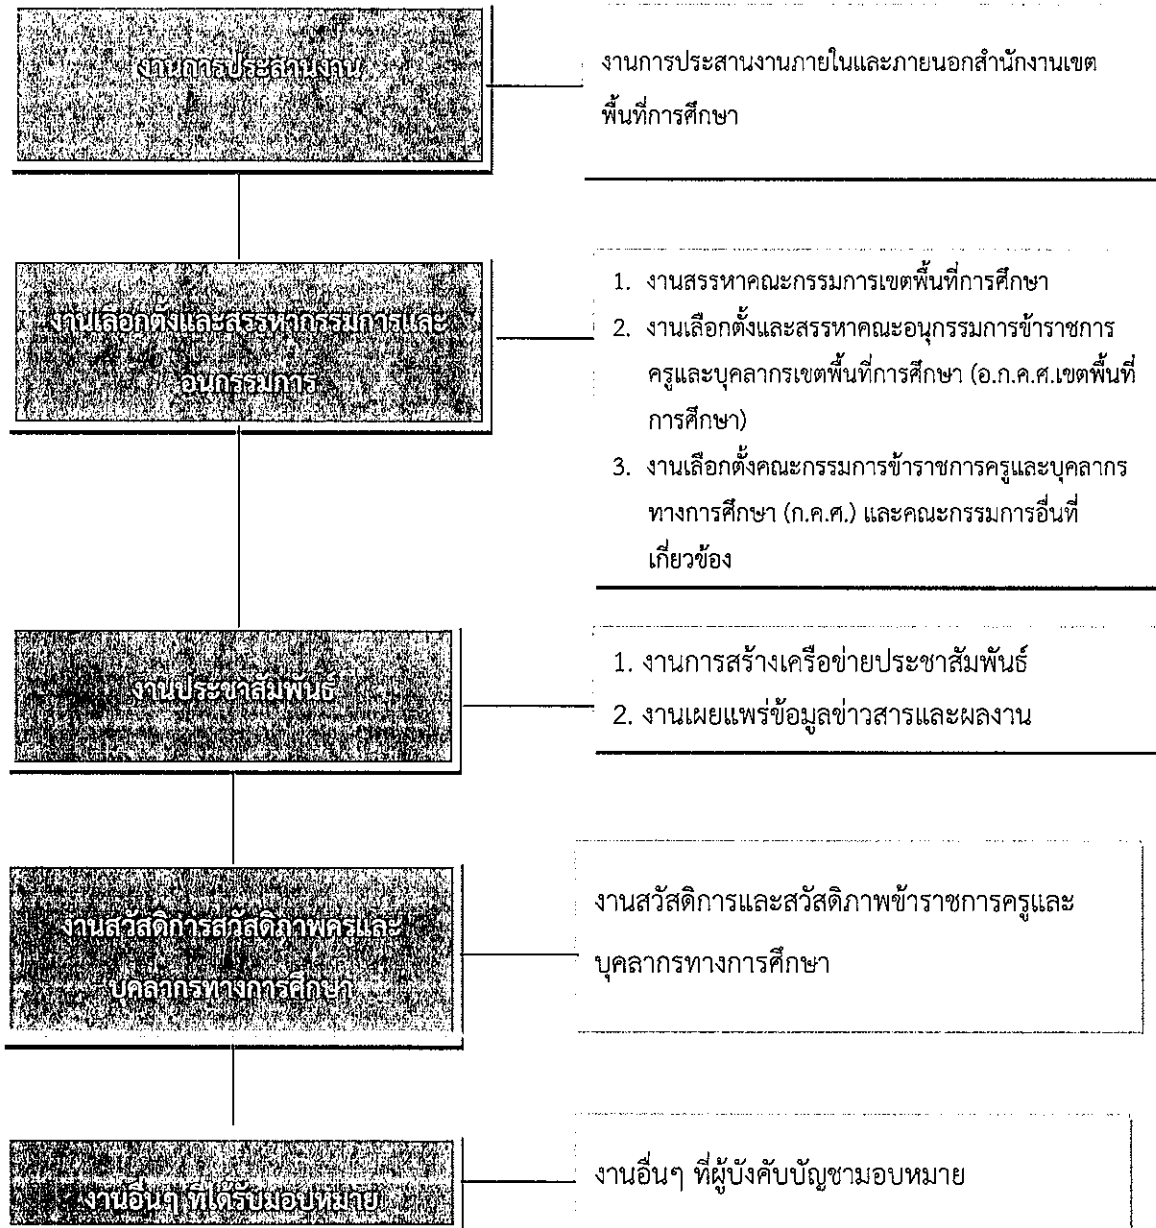 งานการประสานงาน
งานการประสานงานภายในและภายนอกสำนักงานเขต
พื้นที่การศึกษา
งานเลือกตั้งและสรรหากรรมการและ
อนุกรรมการ
1. งานสรรหาคณะกรรมการเขตพื้นที่การศึกษา
2. งานเลือกตั้งและสรรหาคณะอนุกรรมการข้าราชการ
ครูและบุคลากรเขตพื้นที่การศึกษา (อ.ก.ค.ศ.เขตพื้นที่
การศึกษา)
3. งานเลือกตั้งคณะกรรมการข้าราชการครูและบุคลากร
ทางการศึกษา (ก.ค.ศ.) และคณะกรรมการอื่นที่
เกี่ยวข้อง
งานประชาสัมพันธ์
1. งานการสร้างเครือข่ายประชาสัมพันธ์
2. งานเผยแพร่ข้อมูลข่าวสารและผลงาน
งานสวัสดิการสวัสดิภาพครูและ
บุคลากรทางการศึกษา
งานสวัสดิการและสวัสดิภาพข้าราชการครูและ
บุคลากรทางการศึกษา
งานอื่นๆ ที่ได้รับมอบหมาย
งานอื่นๆ ที่ผู้บังคับบัญชามอบหมาย